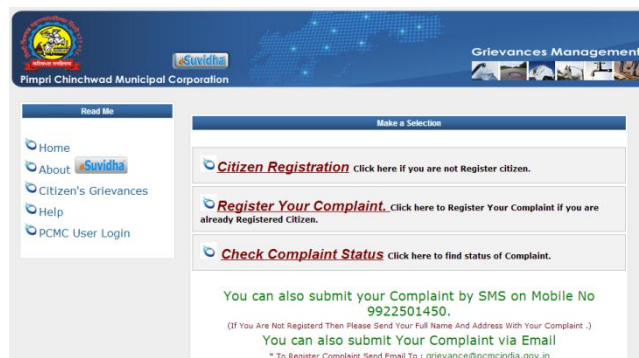 eSuvidha
Grievances Management
Pimpri Chinchwad Municipal Corporation
Read Me
Home
About eSuvidha
Citizen's Grievances
Help
PCMC User Login
Make a Selection
Citizen Registration Click here if you are not Register citizen.
Register Your Complaint. Click here to Register Your Complaint if you are
already Registered Citizen.
Check Complaint Status Click here to find status of Complaint.
You can also submit your Complaint by SMS on Mobile No
9922501450.
(If You Are Not Registerd Then Please Send Your Full Name And Address With Your Complaint .)
You can also submit Your Complaint via Email
* To Register Complaint Send Email To : grievance@pcmcindia.gov.in